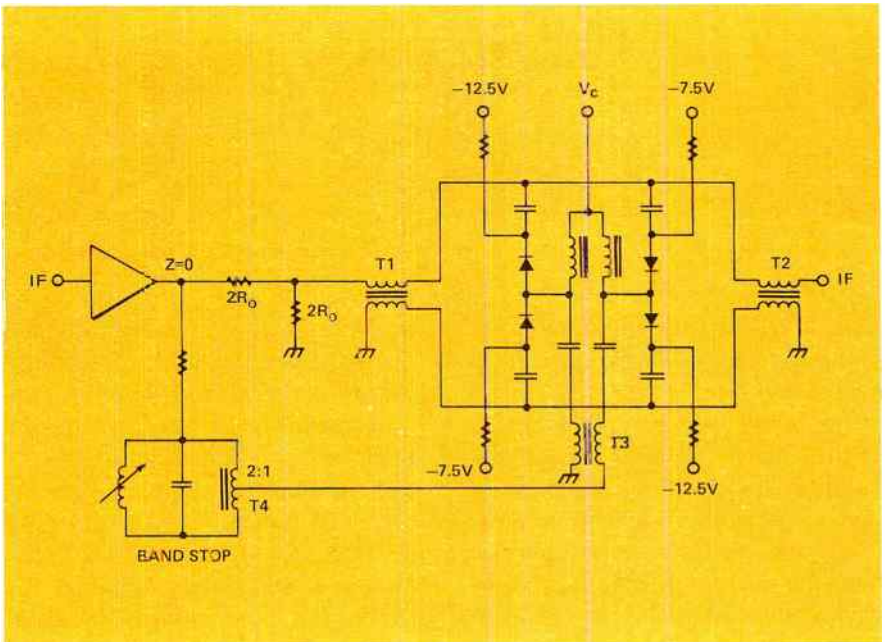 −12.5V
Vc
−7.5V
IF
Z=0
2Ro
2Ro
T1
T2
IF
−7.5V
T3
−12.5V
2:1
T4
BAND STOP